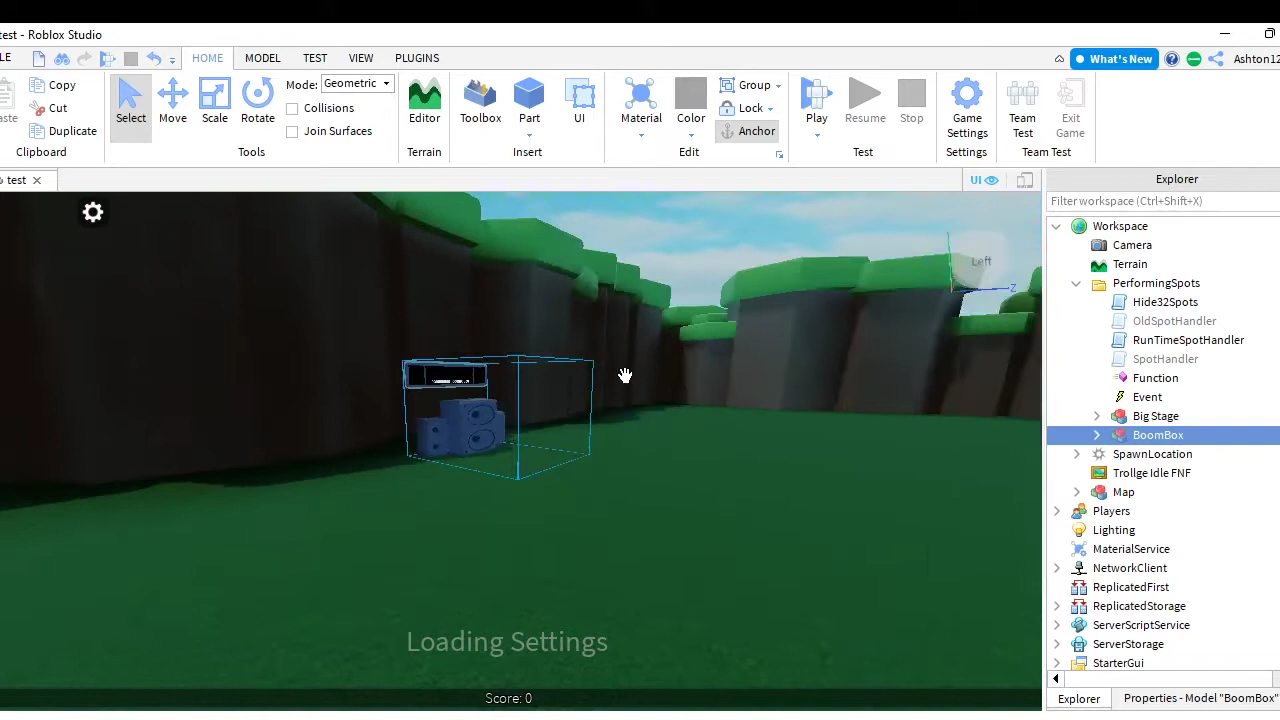 test - Roblox Studio
LE HOME MODEL TEST VIEW PLUGINS What's New Ashton12
Copy
Cut
Duplicate
Clipboard
Select Move Scale Rotate
Mode: Geometric
Collisions
Join Surfaces
Tools
Editor
Terrain
Toolbox Part UI
Insert
Material Color
Group
Lock
Anchor
Edit
Play Resume Stop
Test
Game Settings
Settings
Team Test
Exit Game
Team Test
test
UI
Left
Z
Loading Settings
Score: 0
Explorer
Filter workspace (Ctrl+Shift+X)
Workspace
Camera
Terrain
PerformingSpots
Hide32Spots
OldSpotHandler
RunTimeSpotHandler
SpotHandler
Function
Event
Big Stage
BoomBox
SpawnLocation
Trollge Idle FNF
Map
Players
Lighting
MaterialService
NetworkClient
ReplicatedFirst
ReplicatedStorage
ServerScriptService
ServerStorage
StarterGui
Explorer Properties - Model "BoomBox"